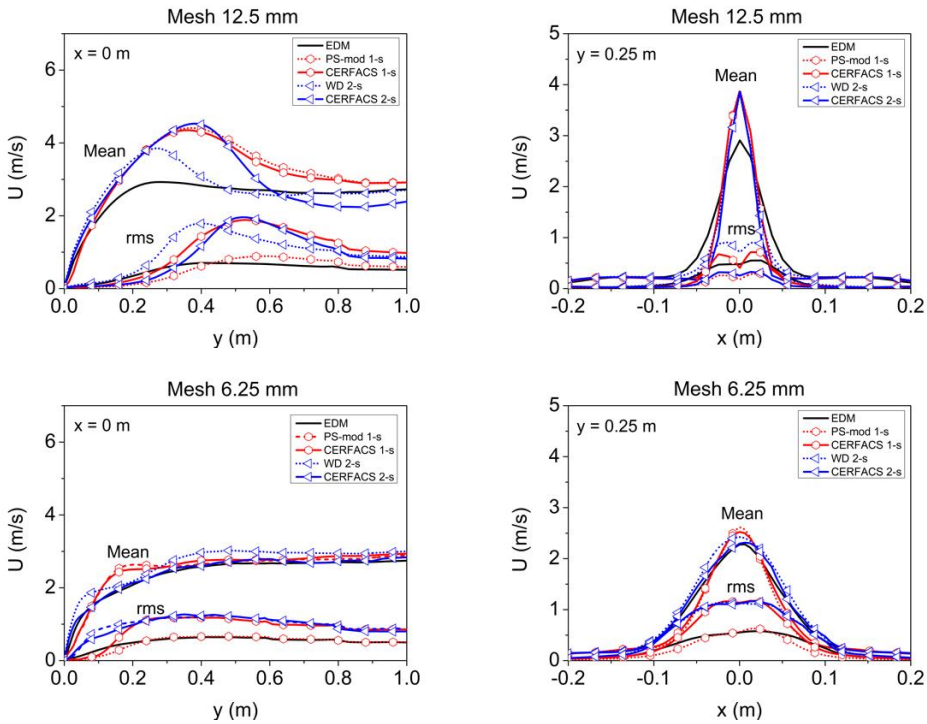 Mesh 12.5 mm
x = 0 m
EDM
PS-mod 1-s
CERFACS 1-s
WD 2-s
CERFACS 2-s
Mean
rms
U (m/s)
6
4
2
0
0.0 0.2 0.4 0.6 0.8 1.0
y (m)
Mesh 12.5 mm
y = 0.25 m
EDM
PS-mod 1-s
CERFACS 1-s
WD 2-s
CERFACS 2-s
Mean
rms
U (m/s)
5
4
3
2
1
0
-0.2 -0.1 0.0 0.1 0.2
x (m)
Mesh 6.25 mm
x = 0 m
EDM
PS-mod 1-s
CERFACS 1-s
WD 2-s
CERFACS 2-s
Mean
rms
U (m/s)
6
4
2
0
0.0 0.2 0.4 0.6 0.8 1.0
y (m)
Mesh 6.25 mm
y = 0.25 m
EDM
PS-mod 1-s
CERFACS 1-s
WD 2-s
CERFACS 2-s
Mean
rms
U (m/s)
5
4
3
2
1
0
-0.2 -0.1 0.0 0.1 0.2
x (m)